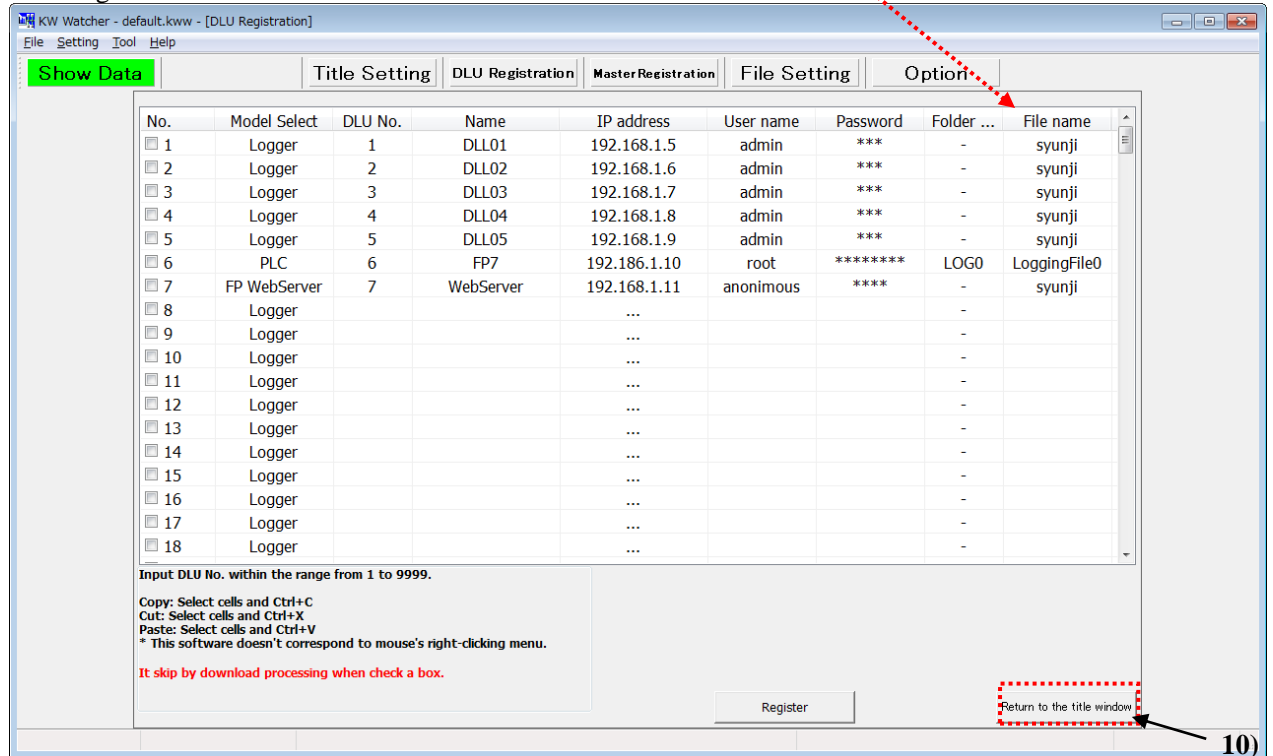 KW Watcher - default.kww - [DLU Registration]
File Setting Tool Help
Show Data Title Setting DLU Registration MasterRegistration File Setting Option
No. Model Select DLU No. Name IP address User name Password Folder ... File name
1 Logger 1 DLL01 192.168.1.5 admin *** - syunji
2 Logger 2 DLL02 192.168.1.6 admin *** - syunji
3 Logger 3 DLL03 192.168.1.7 admin *** - syunji
4 Logger 4 DLL04 192.168.1.8 admin *** - syunji
5 Logger 5 DLL05 192.168.1.9 admin *** - syunji
6 PLC 6 FP7 192.186.1.10 root ******** LOG0 LoggingFile0
7 FP WebServer 7 WebServer 192.168.1.11 anonimous **** - syunji
8 Logger ... -
9 Logger ... -
10 Logger ... -
11 Logger ... -
12 Logger ... -
13 Logger ... -
14 Logger ... -
15 Logger ... -
16 Logger ... -
17 Logger ... -
18 Logger ... -
Input DLU No. within the range from 1 to 9999.
Copy: Select cells and Ctrl+C
Cut: Select cells and Ctrl+X
Paste: Select cells and Ctrl+V
* This software doesn't correspond to mouse's right-clicking menu.
It skip by download processing when check a box.
Register Return to the title window
10)